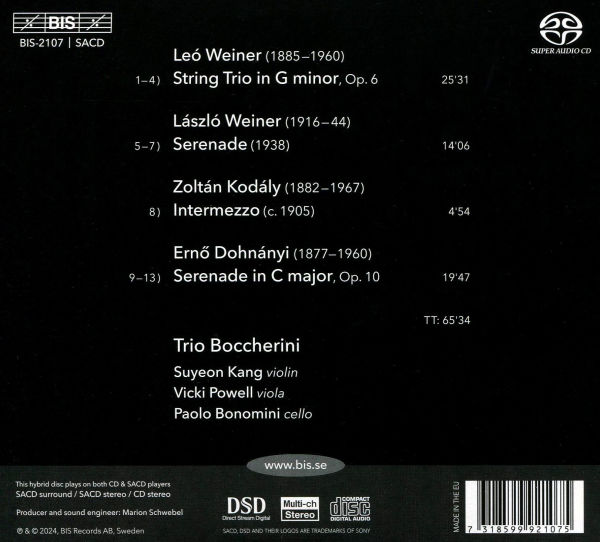 BIS
BIS-2107 | SACD
SUPER AUDIO CD
Leó Weiner (1885–1960)
1–4) String Trio in G minor, Op. 6 25'31
László Weiner (1916–44)
5–7) Serenade (1938) 14'06
Zoltán Kodály (1882–1967)
8) Intermezzo (c. 1905) 4'54
Ernő Dohnányi (1877–1960)
9–13) Serenade in C major, Op. 10 19'47
TT: 65'34
Trio Boccherini
Suyeon Kang violin
Vicki Powell viola
Paolo Bonomini cello
www.bis.se
This hybrid disc plays on both CD & SACD players
SACD surround / SACD stereo / CD stereo
Producer and sound engineer: Marion Schwebel
℗ & © 2024, BIS Records AB, Sweden
DSD
Direct Stream Digital
Multi-ch
Stereo
COMPACT
disc
DIGITAL AUDIO
SACD, DSD AND THEIR LOGOS ARE TRADEMARKS OF SONY
MADE IN THE EU
7 318599 921075